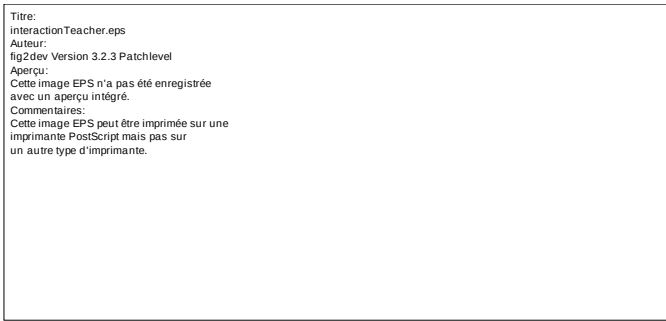 Titre:
interactionTeacher.eps
Auteur:
fig2dev Version 3.2.3 Patchlevel
Aperçu:
Cette image EPS n'a pas été enregistrée
avec un aperçu intégré.
Commentaires:
Cette image EPS peut être imprimée sur une
imprimante PostScript mais pas sur
un autre type d'imprimante.